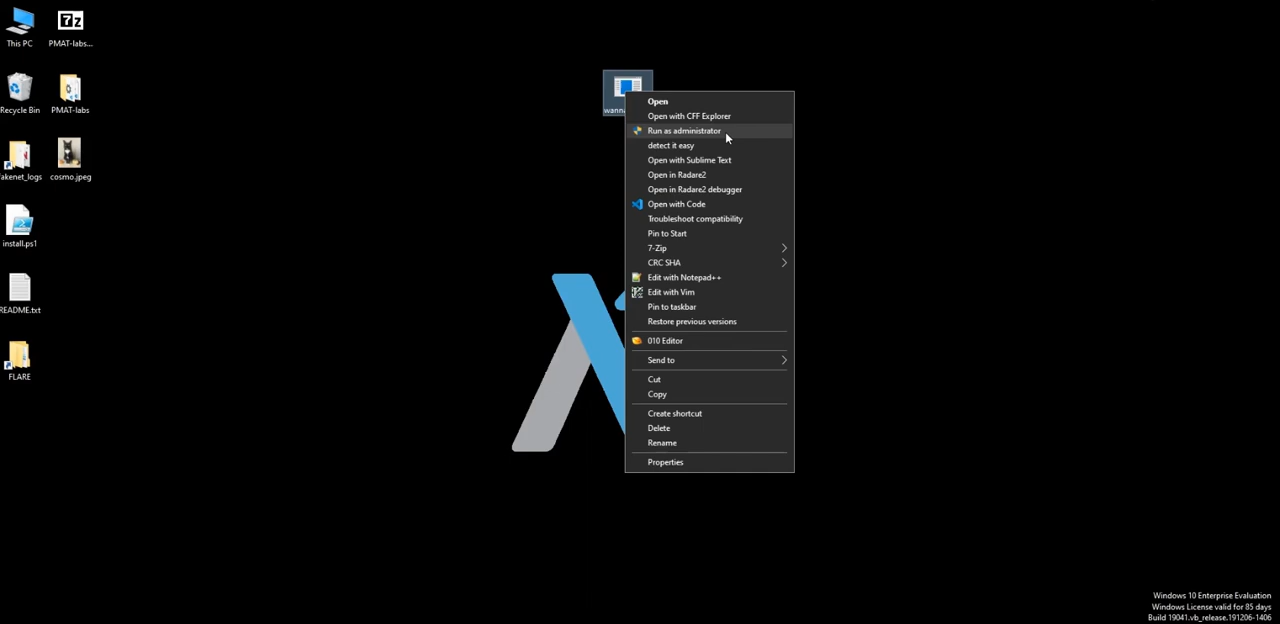 This PC
PMAT-labs...
Recycle Bin
PMAT-labs
akenet_logs
cosmo.jpeg
install.ps1
README.txt
FLARE
7z
wanna
Open
Open with CFF Explorer
Run as administrator
detect it easy
Open with Sublime Text
Open in Radare2
Open in Radare2 debugger
Open with Code
Troubleshoot compatibility
Pin to Start
7-Zip
CRC SHA
Edit with Notepad++
Edit with Vim
Pin to taskbar
Restore previous versions
010 Editor
Send to
Cut
Copy
Create shortcut
Delete
Rename
Properties
Windows 10 Enterprise Evaluation
Windows License valid for 85 days
Build 19041.vb_release.191206-1406